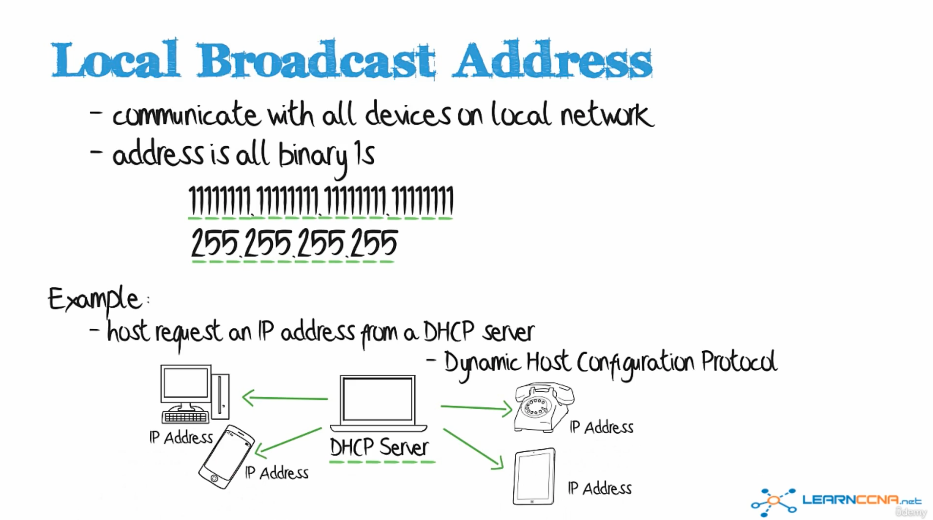 Local Broadcast Address
- communicate with all devices on local network
- address is all binary 1s
11111111.11111111.11111111.11111111
255.255.255.255
Example:
- host request an IP address from a DHCP server
- Dynamic Host Configuration Protocol
IP Address
IP Address
DHCP Server
IP Address
IP Address
LEARNCCNA.net
Udemy